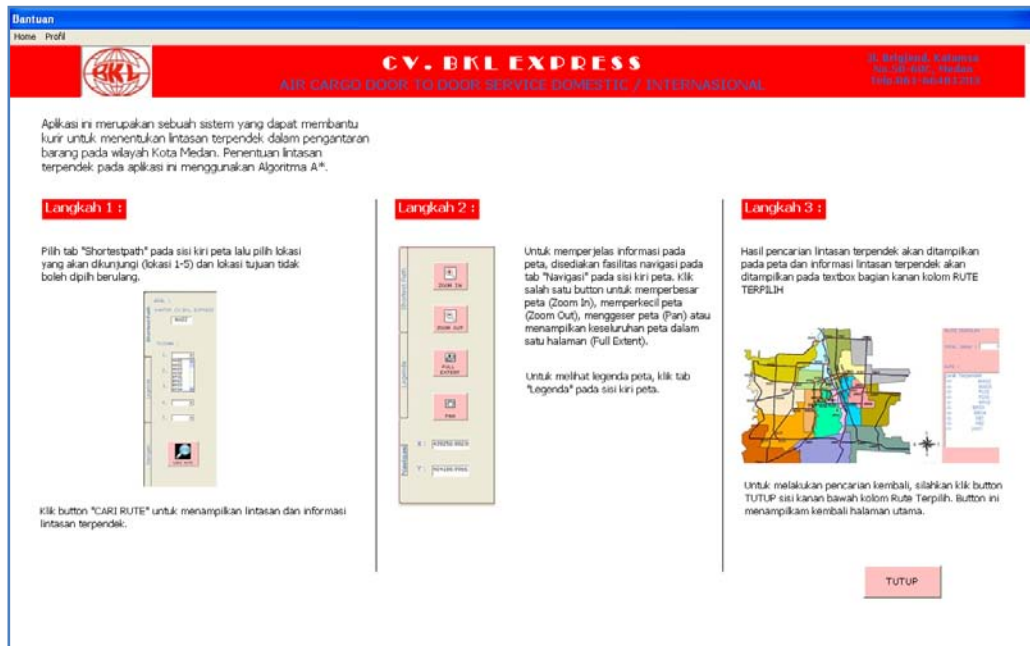 Bantuan
Home Profil
BKL
CV. BKL EXPRESS
AIR CARGO DOOR TO DOOR SERVICE DOMESTIC / INTERNASIONAL
Jl. Brigjend. Katamso
Medan
Aplikasi ini merupakan sebuah sistem yang dapat membantu
kurir untuk menentukan lintasan terpendek dalam pengantaran
barang pada wilayah Kota Medan. Penentuan lintasan
terpendek pada aplikasi ini menggunakan Algoritma A*.
Langkah 1 :
Pilih tab "Shortestpath" pada sisi kiri peta lalu pilih lokasi
yang akan dikunjungi (lokasi 1-5) dan lokasi tujuan tidak
boleh dipilh berulang.
Klik button "CARI RUTE" untuk menampilkan lintasan dan informasi
lintasan terpendek.
Langkah 2 :
Shortest Path
ZOOM IN
ZOOM OUT
Legenda
FULL
EXTENT
PAN
Navigasi
X :
Y :
Untuk memperjelas informasi pada
peta, disediakan fasilitas navigasi pada
tab "Navigasi" pada sisi kiri peta. Klik
salah satu button untuk memperbesar
peta (Zoom In), memperkecil peta
(Zoom Out), menggeser peta (Pan) atau
menampilkan keseluruhan peta dalam
satu halaman (Full Extent).
Untuk melihat legenda peta, klik tab
"Legenda" pada sisi kiri peta.
Langkah 3 :
Hasil pencarian lintasan terpendek akan ditampilkan
pada peta dan informasi lintasan terpendek akan
ditampilkan pada textbox bagian kanan kolom RUTE
TERPILIH
RUTE TERPILIH
Untuk melakukan pencarian kembali, silahkan klik button
TUTUP sisi kanan bawah kolom Rute Terpilih. Button ini
menampilkam kembali halaman utama.
TUTUP